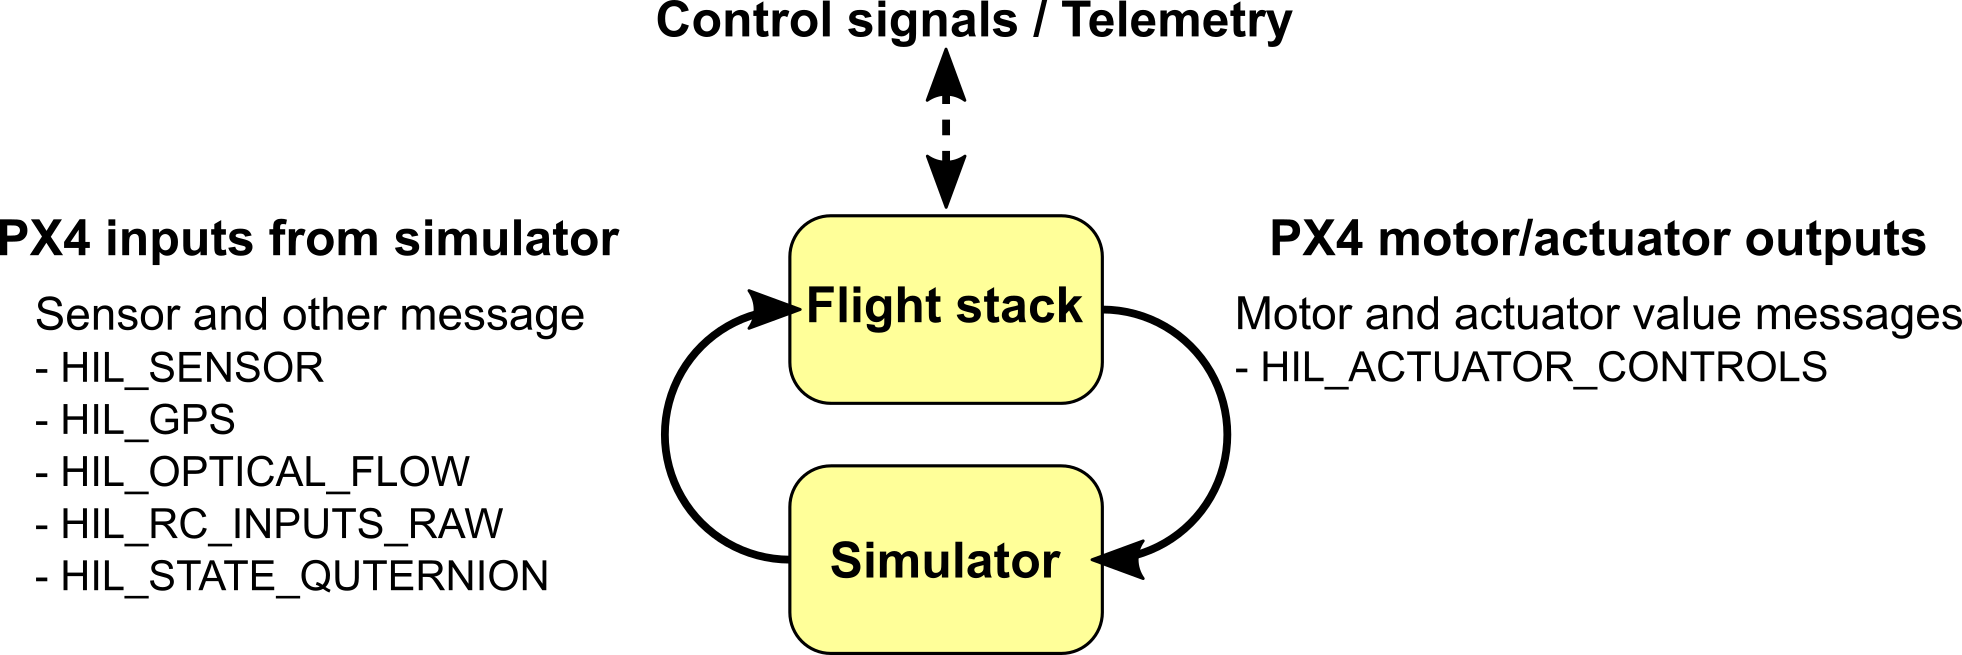 Control signals / Telemetry
PX4 inputs from simulator
Sensor and other message
- HIL_SENSOR
- HIL_GPS
- HIL_OPTICAL_FLOW
- HIL_RC_INPUTS_RAW
- HIL_STATE_QUTERNION
Flight stack
Simulator
PX4 motor/actuator outputs
Motor and actuator value messages
- HIL_ACTUATOR_CONTROLS